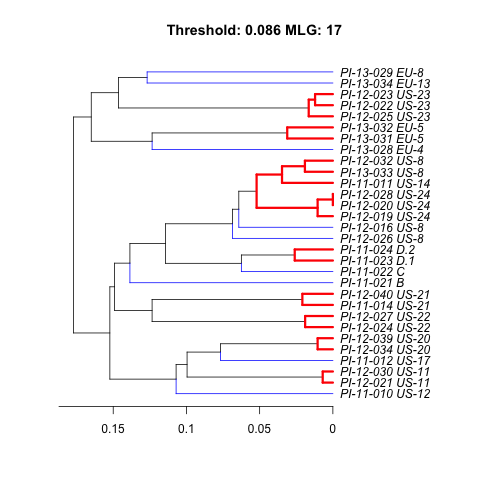 Threshold: 0.086 MLG: 17
PI-13-029 EU-8
PI-13-034 EU-13
PI-12-023 US-23
PI-12-022 US-23
PI-12-025 US-23
PI-13-032 EU-5
PI-13-031 EU-5
PI-13-028 EU-4
PI-12-032 US-8
PI-13-033 US-8
PI-11-011 US-14
PI-12-028 US-24
PI-12-020 US-24
PI-12-019 US-24
PI-12-016 US-8
PI-12-026 US-8
PI-11-024 D.2
PI-11-023 D.1
PI-11-022 C
PI-11-021 B
PI-12-040 US-21
PI-11-014 US-21
PI-12-027 US-22
PI-12-024 US-22
PI-12-039 US-20
PI-12-034 US-20
PI-11-012 US-17
PI-12-030 US-11
PI-12-021 US-11
PI-11-010 US-12
0.15 0.1 0.05 0